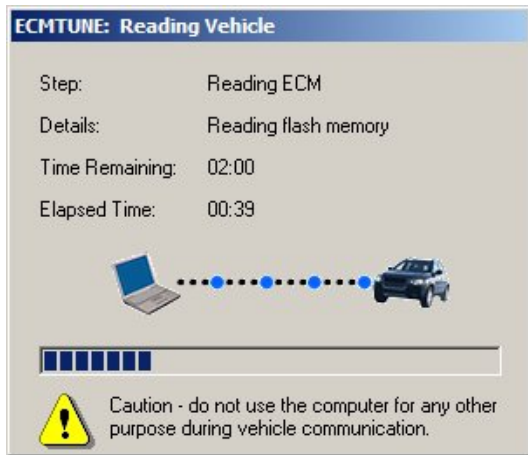 ECMTUNE: Reading Vehicle
Step: Reading ECM
Details: Reading flash memory
Time Remaining: 02:00
Elapsed Time: 00:39
Caution - do not use the computer for any other
purpose during vehicle communication.